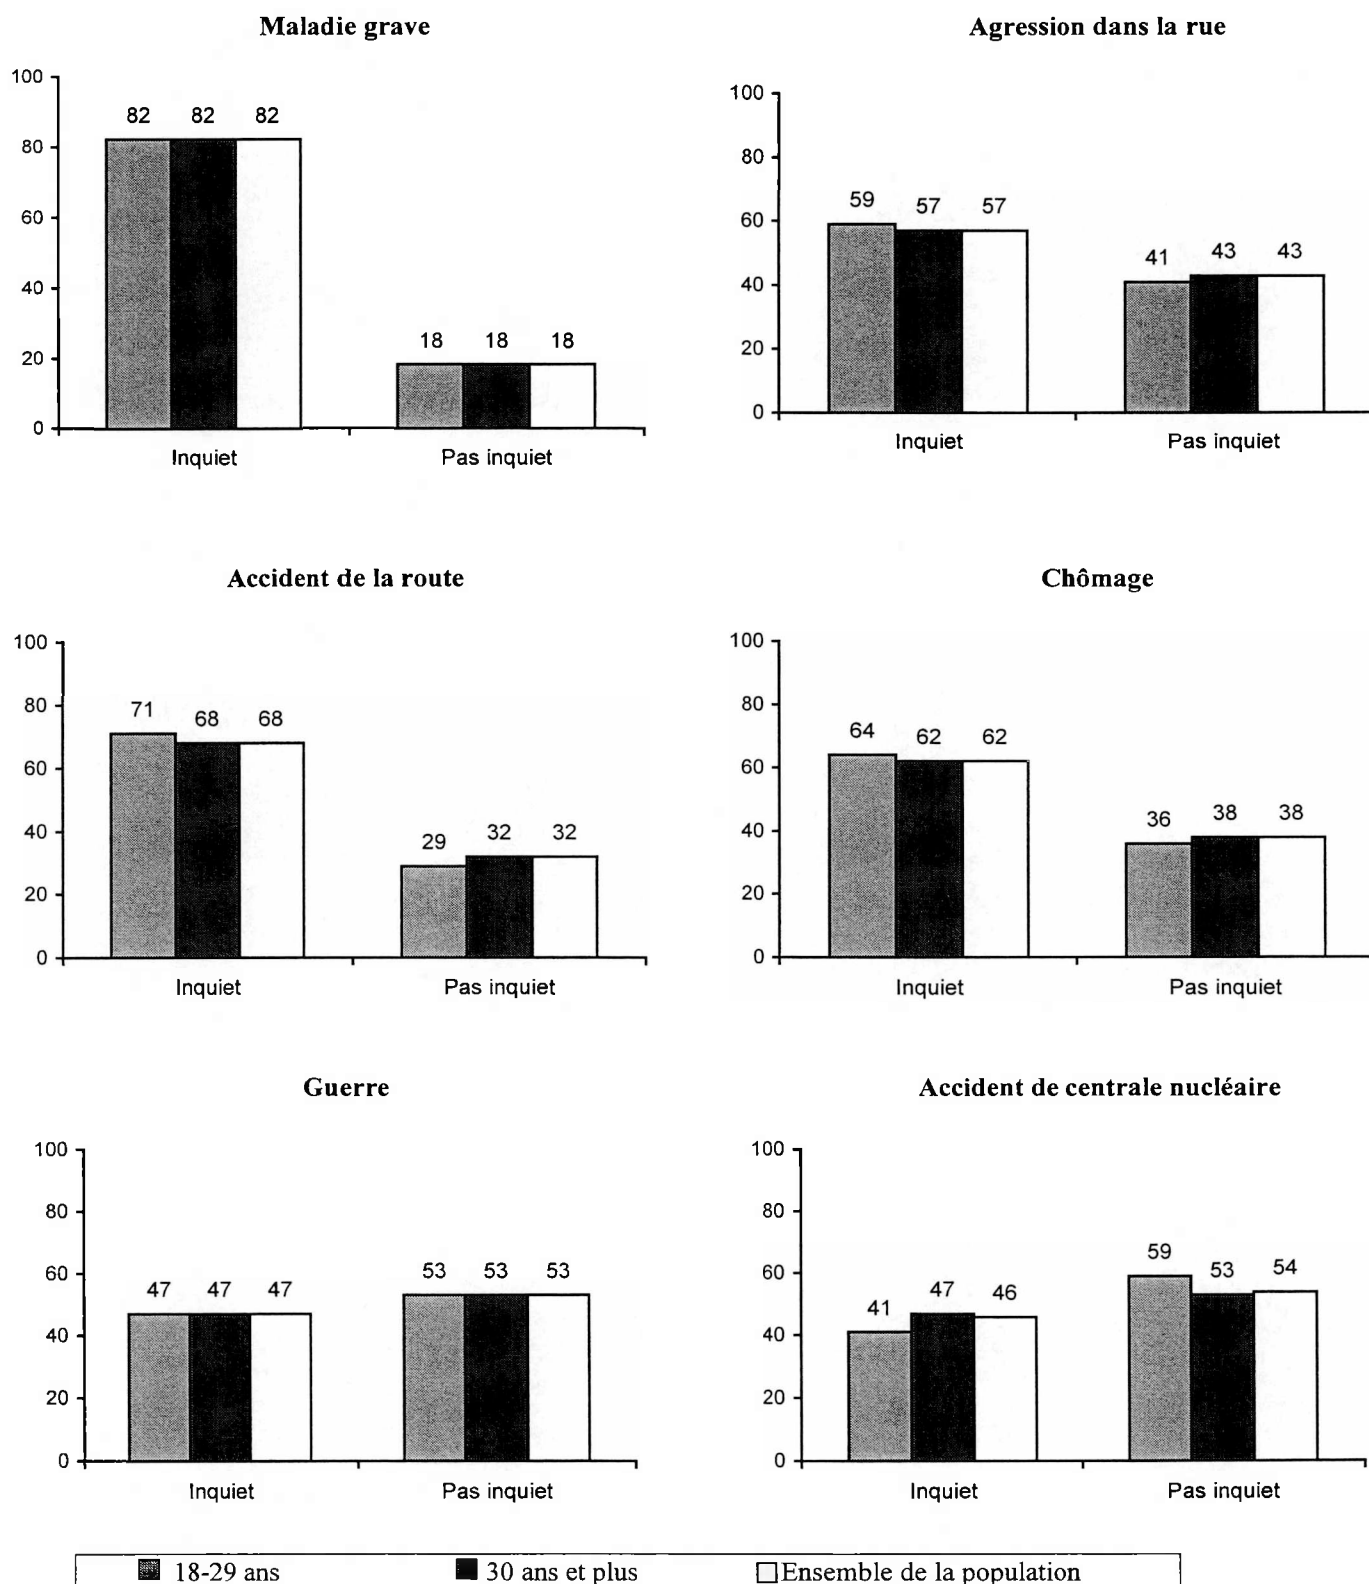 Maladie grave
100
80
60
40
20
0
82 82 82
18 18 18
Inquiet Pas inquiet
Agression dans la rue
100
80
60
40
20
0
59 57 57
41 43 43
Inquiet Pas inquiet
Accident de la route
100
80
60
40
20
0
71 68 68
29 32 32
Inquiet Pas inquiet
Chômage
100
80
60
40
20
0
64 62 62
36 38 38
Inquiet Pas inquiet
Guerre
100
80
60
40
20
0
47 47 47
53 53 53
Inquiet Pas inquiet
Accident de centrale nucléaire
100
80
60
40
20
0
41 47 46
59 53 54
Inquiet Pas inquiet
18-29 ans 30 ans et plus Ensemble de la population